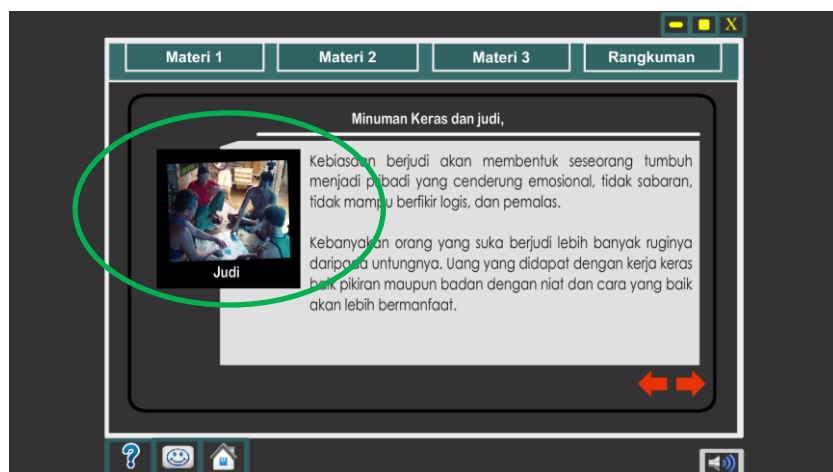 X
Materi 1
Materi 2
Materi 3
Rangkuman
Minuman Keras dan judi,
Kebiasaan berjudi akan membentuk seseorang tumbuh
menjadi pribadi yang cenderung emosional, tidak sabaran,
tidak mampu berfikir logis, dan pemalas.
Kebanyakan orang yang suka berjudi lebih banyak ruginya
daripada untungnya. Uang yang didapat dengan kerja keras
baik pikiran maupun badan dengan niat dan cara yang baik
akan lebih bermanfaat.
Judi
?